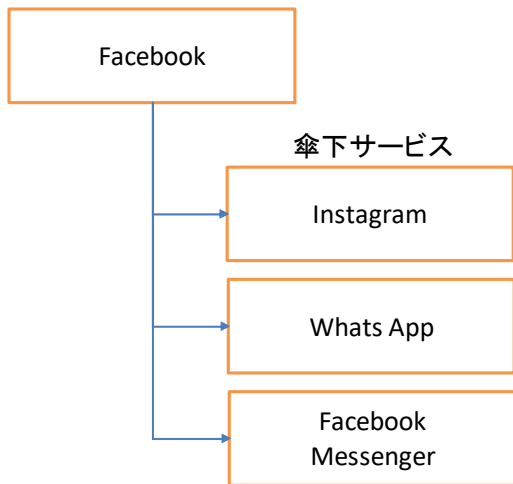 Facebook
傘下サービス
Instagram
Whats App
Facebook
Messenger